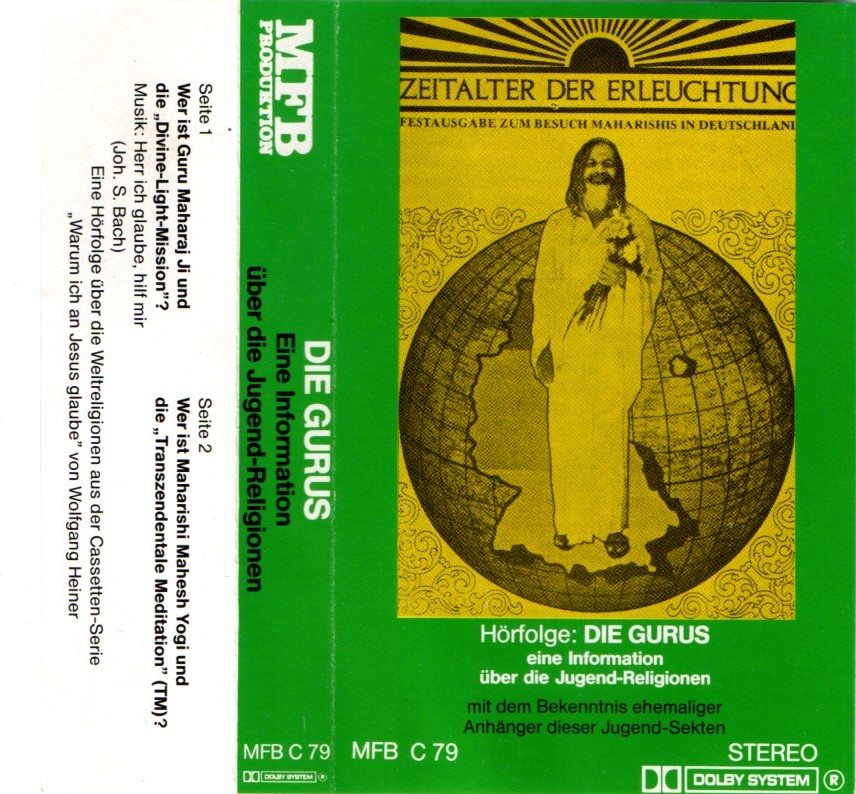 Seite 1
Wer ist Guru Maharaj Ji und
die „Divine-Light-Mission"?
Musik: Herr ich glaube, hilf mir
(Joh. S. Bach)
Seite 2
Wer ist Maharishi Mahesh Yogi und
die „Transzendentale Meditation" (TM)?
Eine Hörfolge über die Weltreligionen aus der Cassetten-Serie
„Warum ich an Jesus glaube" von Wolfgang Heiner
MFB
PRODUKTION
DIE GURUS
Eine Information
über die Jugend-Religionen
MFB C 79
DOLBY SYSTEM ®
ZEITALTER DER ERLEUCHTUNG
FESTAUSGABE ZUM BESUCH MAHARISHIS IN DEUTSCHLAND
Hörfolge: DIE GURUS
eine Information
über die Jugend-Religionen
mit dem Bekenntnis ehemaliger
Anhänger dieser Jugend-Sekten
MFB C 79
STEREO
DOLBY SYSTEM ®